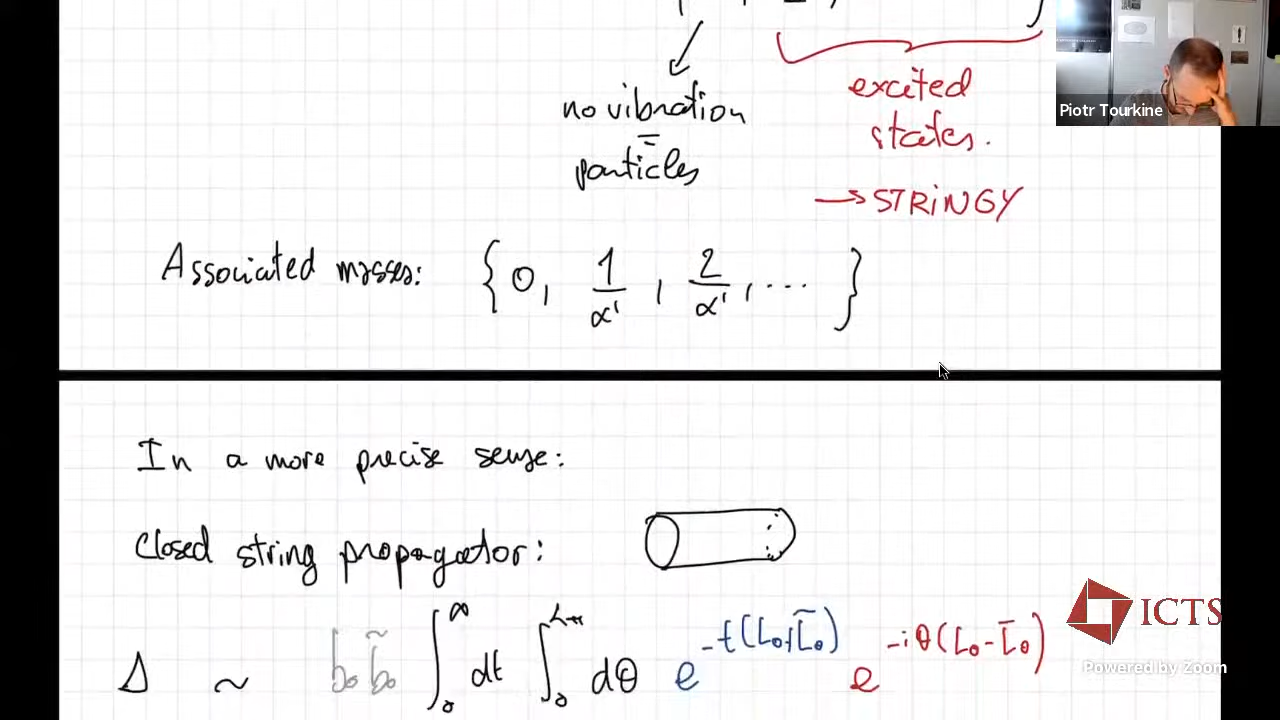 no vibration
=
particles
excited
states.
→ STRINGY
Piotr Tourkine
Associated masses: { 0, 1/α' , 2/α' , ... }
In a more precise sense:
Closed string propagator:
Δ ~ b₀ b̃₀ ∫₀^∞ dt ∫₀ dθ e^{-t(L₀+L̃₀)} e^{-iθ(L₀-L̃₀)}
ICTS
Powered by Zoom